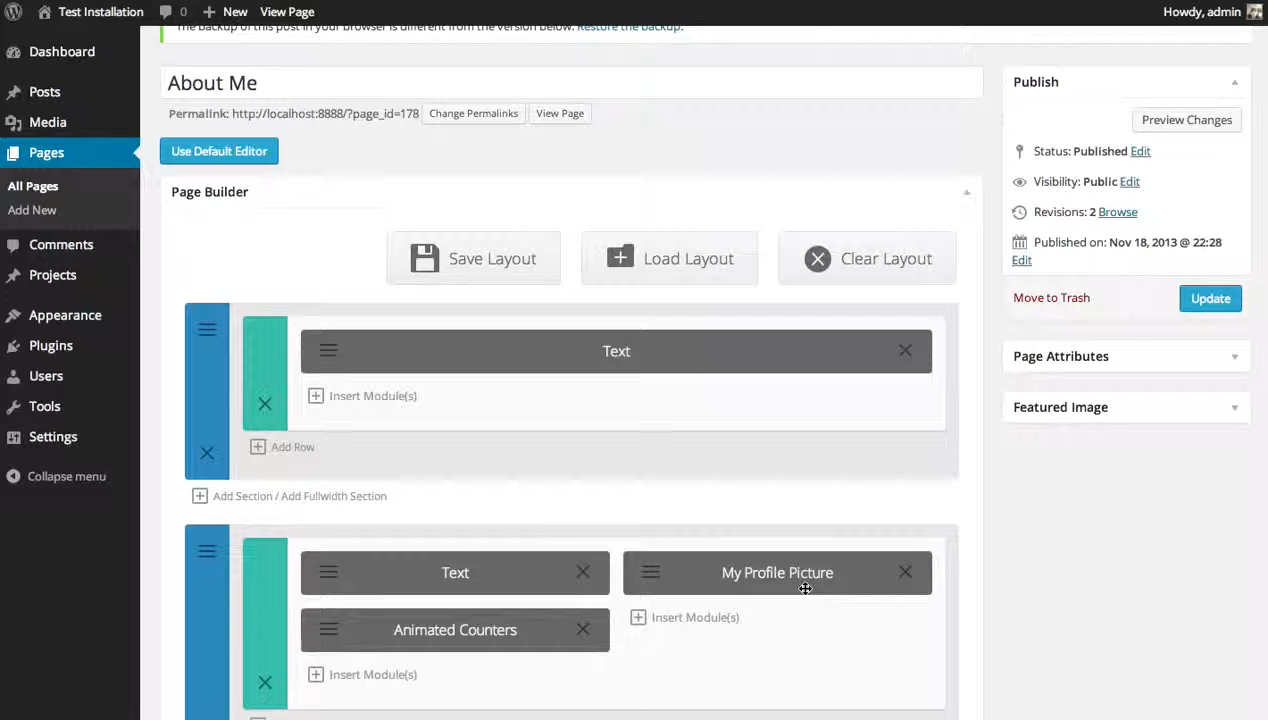 Test Installation 0 New View Page Howdy, admin
The backup of this post in your browser is different from the version below. Restore the backup.
Dashboard
Posts
Media
Pages
All Pages
Add New
Comments
Projects
Appearance
Plugins
Users
Tools
Settings
Collapse menu
About Me
Permalink: http://localhost:8888/?page_id=178 Change Permalinks View Page
Use Default Editor
Page Builder
Save Layout Load Layout Clear Layout
Text
Insert Module(s)
Add Row
Add Section / Add Fullwidth Section
Text My Profile Picture
Insert Module(s)
Animated Counters
Insert Module(s)
Publish
Preview Changes
Status: Published Edit
Visibility: Public Edit
Revisions: 2 Browse
Published on: Nov 18, 2013 @ 22:28
Edit
Move to Trash Update
Page Attributes
Featured Image